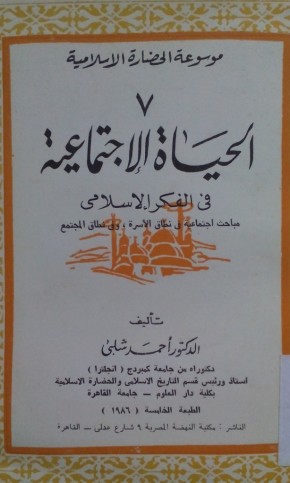 موسوعة الحضارة الاسلامية
٧
الحياة الإجتماعية
فى الفكر الاسلامى
مباحث اجتماعية فى نطاق الأسرة ، وفى نطاق المجتمع
تأليف
الدكتور أحمد شلبى
دكتوراه من جامعة كمبردج ( انجلترا )
استاذ ورئيس قسم التاريخ الاسلامى والحضارة الاسلامية
بكلية دار العلوم — جامعة القاهرة
الطبعة الخامسة ( ١٩٨٦ )
الناشر : مكتبة النهضة المصرية ٩ شارع عدلى – القاهرة